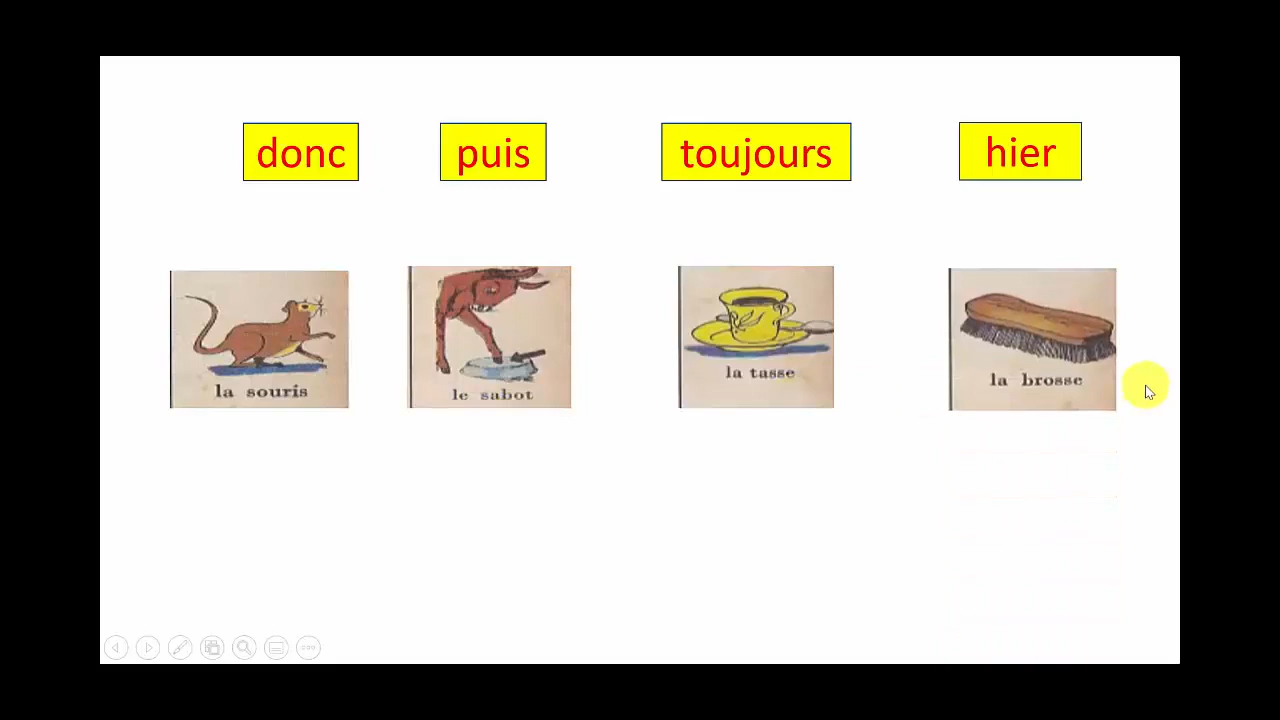 donc puis toujours hier
la souris
le sabot
la tasse
la brosse